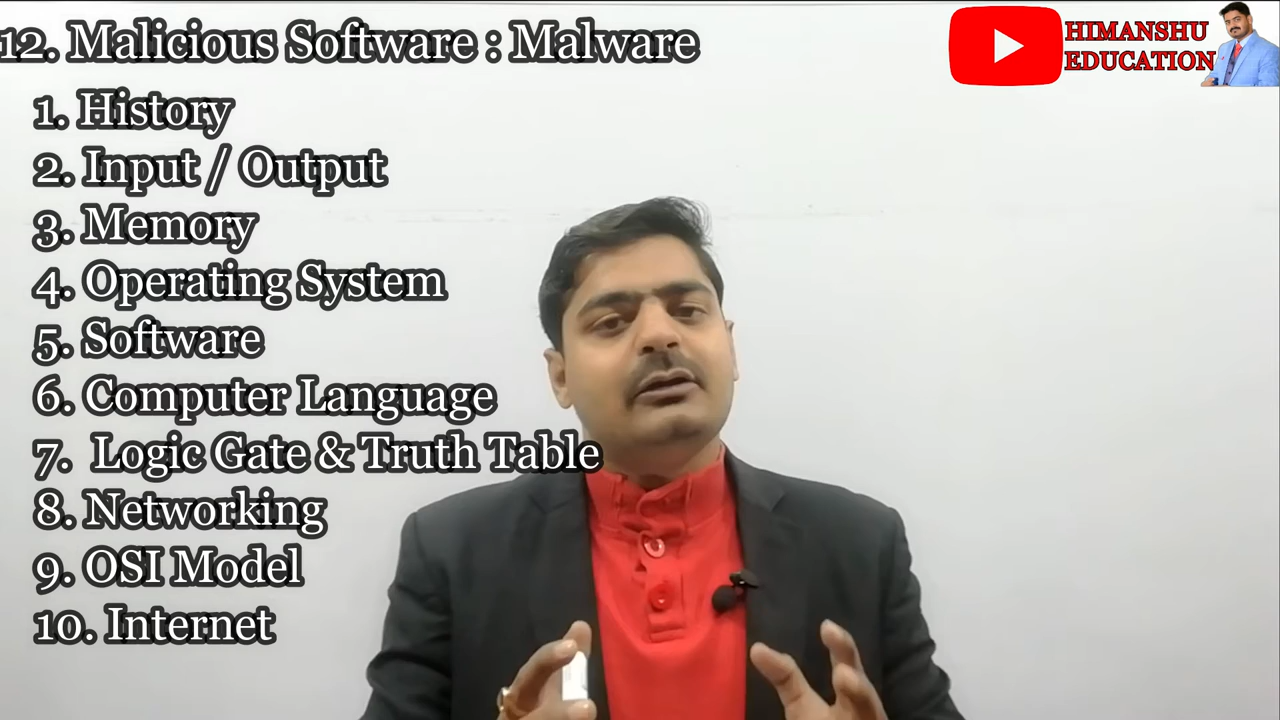 12. Malicious Software : Malware
HIMANSHU
EDUCATION
1. History
2. Input / Output
3. Memory
4. Operating System
5. Software
6. Computer Language
7. Logic Gate & Truth Table
8. Networking
9. OSI Model
10. Internet